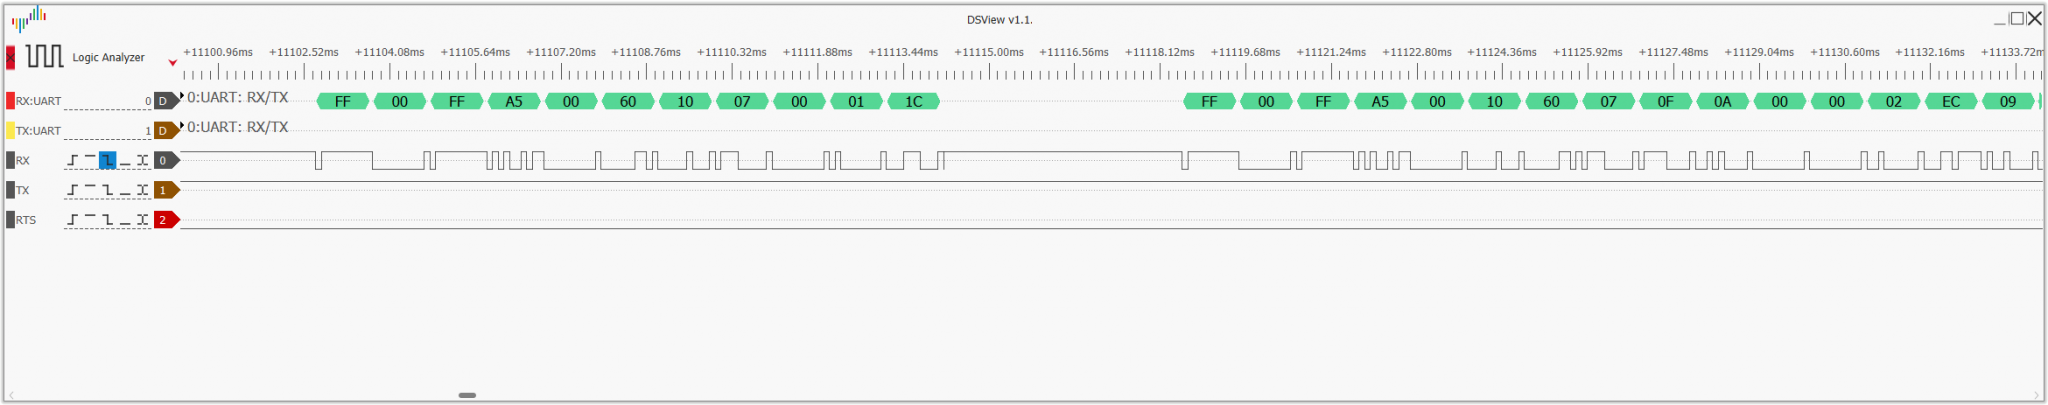 DSView v1.1.
Logic Analyzer
+11100.96ms +11102.52ms +11104.08ms +11105.64ms +11107.20ms +11108.76ms +11110.32ms +11111.88ms +11113.44ms +11115.00ms +11116.56ms +11118.12ms +11119.68ms +11121.24ms +11122.80ms +11124.36ms +11125.92ms +11127.48ms +11129.04ms +11130.60ms +11132.16ms +11133.72m
RX:UART 0 D 0:UART: RX/TX FF 00 FF A5 00 60 10 07 00 01 1C FF 00 FF A5 00 10 60 07 0F 0A 00 00 02 EC 09
TX:UART 1 D 0:UART: RX/TX
RX 0
TX 1
RTS 2